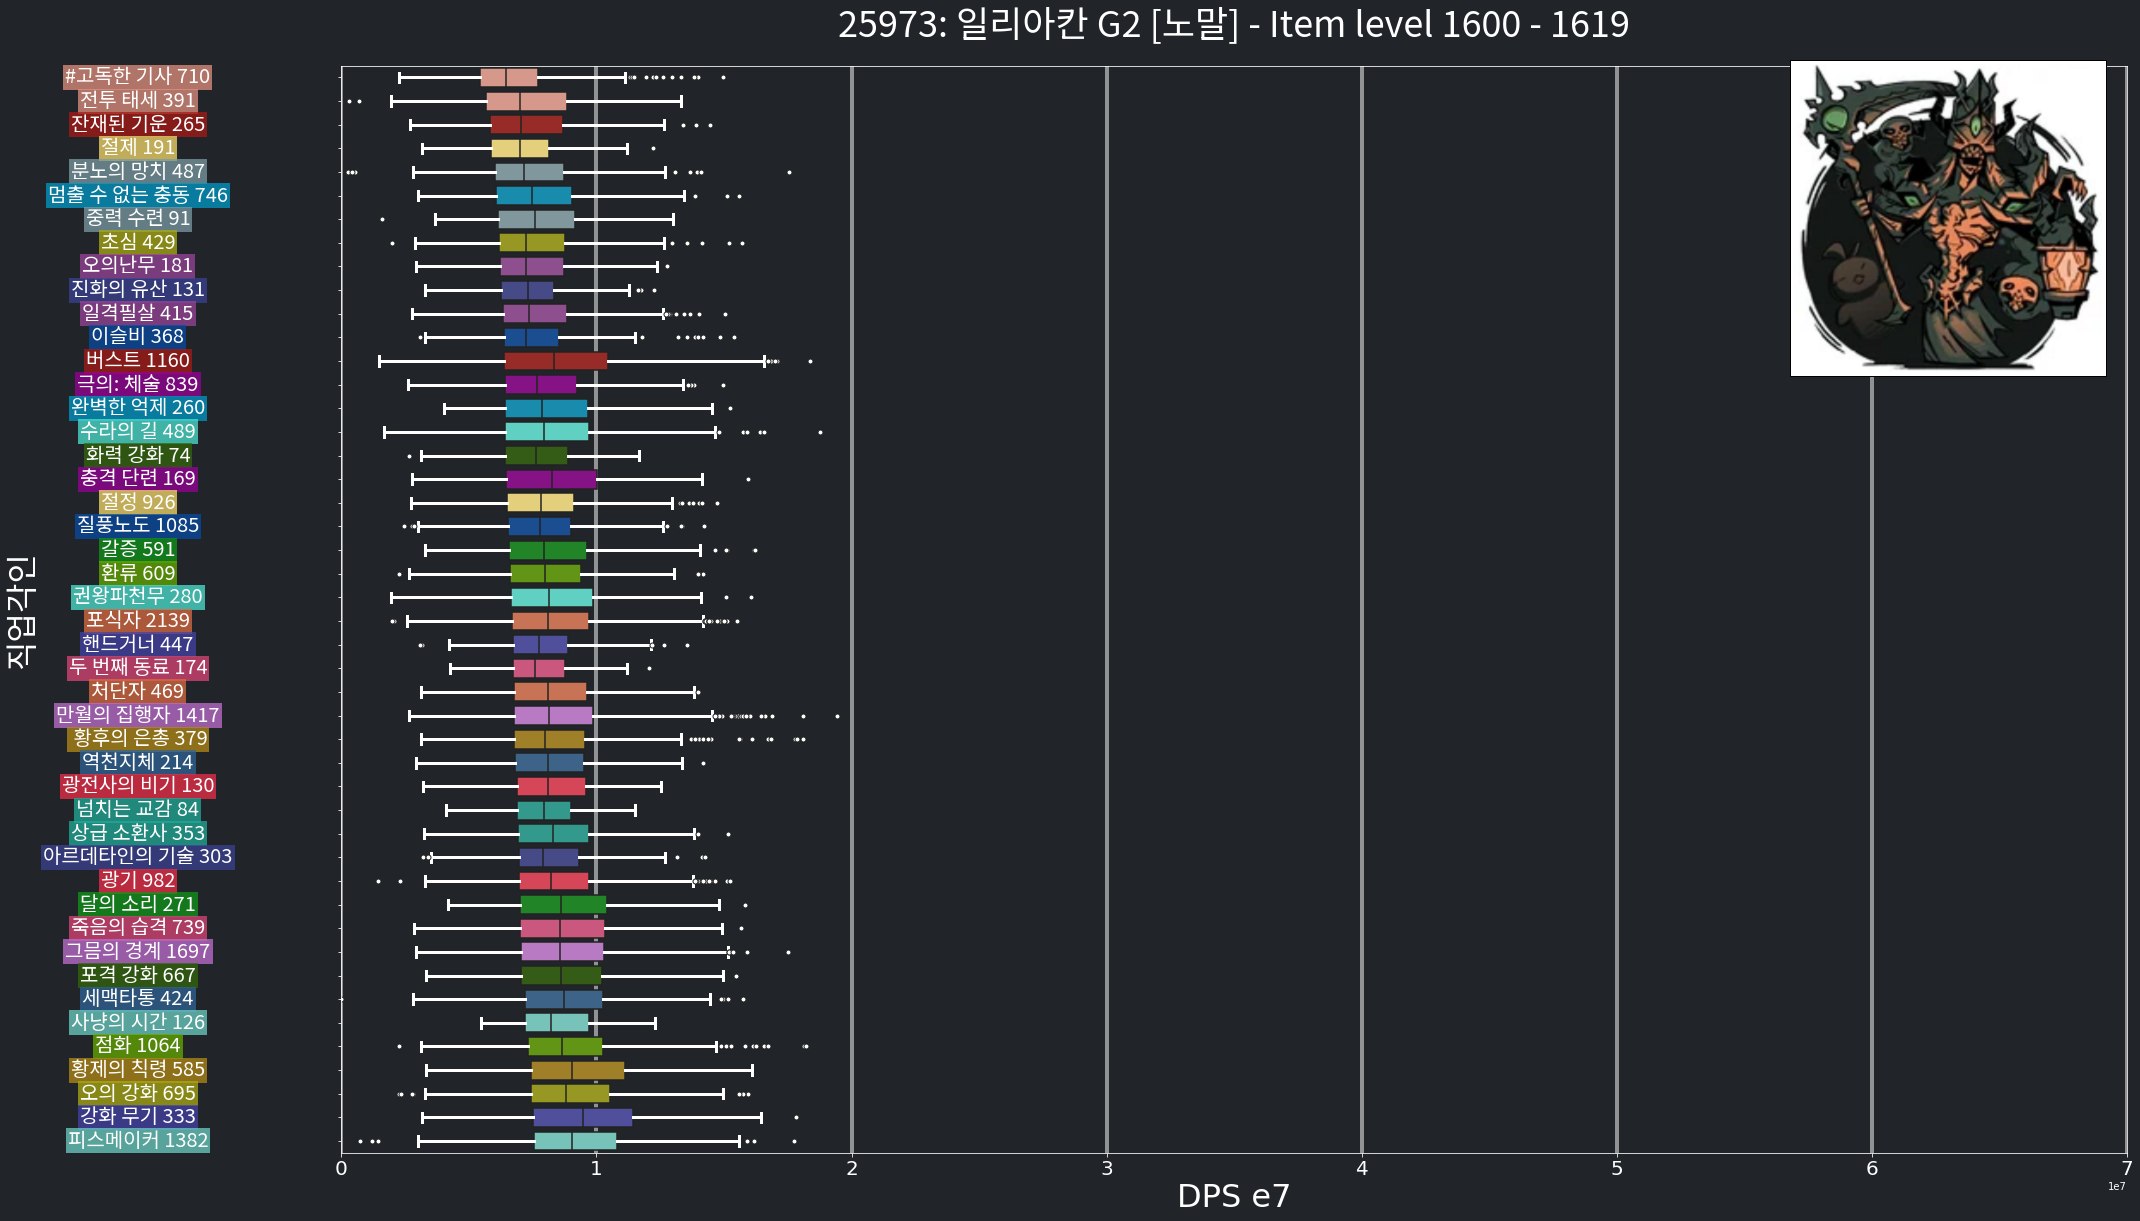 25973: 일리아칸 G2 [노말] - Item level 1600 - 1619
#고독한 기사 710
전투 태세 391
잔재된 기운 265
절제 191
분노의 망치 487
멈출 수 없는 충동 746
중력 수련 91
초심 429
오의난무 181
진화의 유산 131
일격필살 415
이슬비 368
버스트 1160
극의: 체술 839
완벽한 억제 260
수라의 길 489
화력 강화 74
충격 단련 169
절정 926
질풍노도 1085
갈증 591
환류 609
권왕파천무 280
포식자 2139
핸드거너 447
두 번째 동료 174
처단자 469
만월의 집행자 1417
황후의 은총 379
역천지체 214
광전사의 비기 130
넘치는 교감 84
상급 소환사 353
아르데타인의 기술 303
광기 982
달의 소리 271
죽음의 습격 739
그믐의 경계 1697
포격 강화 667
세맥타통 424
사냥의 시간 126
점화 1064
황제의 칙령 585
오의 강화 695
강화 무기 333
피스메이커 1382
직업각인
0 1 2 3 4 5 6 7
1e7
DPS e7